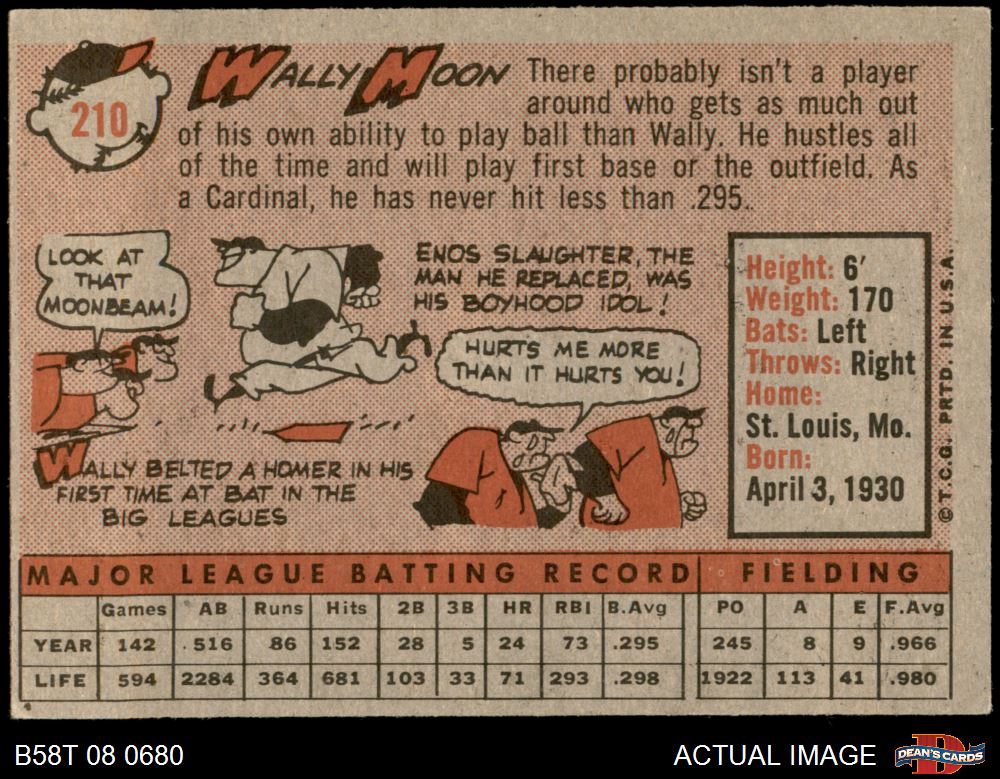 210
WALLY MOON There probably isn't a player
around who gets as much out
of his own ability to play ball than Wally. He hustles all
of the time and will play first base or the outfield. As
a Cardinal, he has never hit less than .295.
LOOK AT
THAT
MOONBEAM!
ENOS SLAUGHTER, THE
MAN HE REPLACED, WAS
HIS BOYHOOD IDOL!
HURTS ME MORE
THAN IT HURTS YOU!
WALLY BELTED A HOMER IN HIS
FIRST TIME AT BAT IN THE
BIG LEAGUES
Height: 6'
Weight: 170
Bats: Left
Throws: Right
Home:
St. Louis, Mo.
Born:
April 3, 1930
© T.C.G. PRTD. IN U.S.A.
MAJOR LEAGUE BATTING RECORD FIELDING
Games AB Runs Hits 2B 3B HR RBI B.Avg PO A E F.Avg
YEAR 142 516 86 152 28 5 24 73 .295 245 8 9 .966
LIFE 594 2284 364 681 103 33 71 293 .298 1922 113 41 .980
B58T 08 0680
ACTUAL IMAGE
D
DEAN'S CARDS